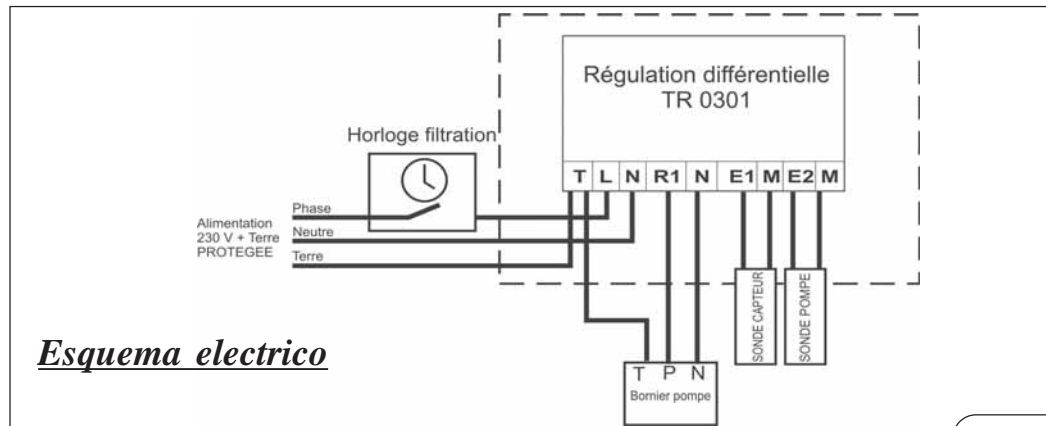 Régulation différentielle
TR 0301
Horloge filtration
T L N R1 N E1 M E2 M
Phase
Alimentation
230 V + Terre
PROTEGEE
Neutre
Terre
SONDE CAPTEUR
SONDE POMPE
Esquema electrico
T P N
Bornier pompe